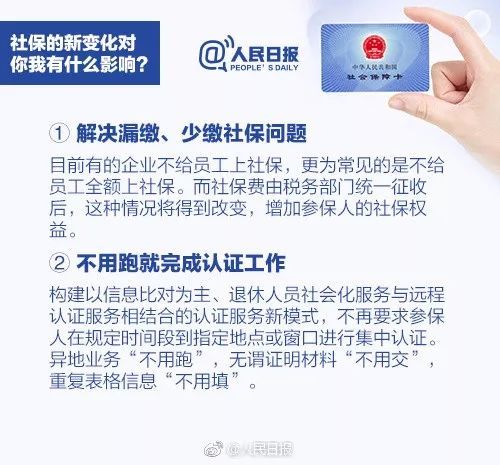 社保的新变化对
你我有什么影响?
@人民日报
PEOPLE'S DAILY
中华人民共和国
社会保障卡
① 解决漏缴、少缴社保问题
目前有的企业不给员工上社保，更为常见的是不给
员工全额上社保。而社保费由税务部门统一征收
后，这种情况将得到改变，增加参保人的社保权
益。
② 不用跑就完成认证工作
构建以信息比对为主、退休人员社会化服务与远程
认证服务相结合的认证服务新模式，不再要求参保
人在规定时间段到指定地点或窗口进行集中认证。
异地业务“不用跑”，无谓证明材料“不用交”，
重复表格信息“不用填”。
@人民日报